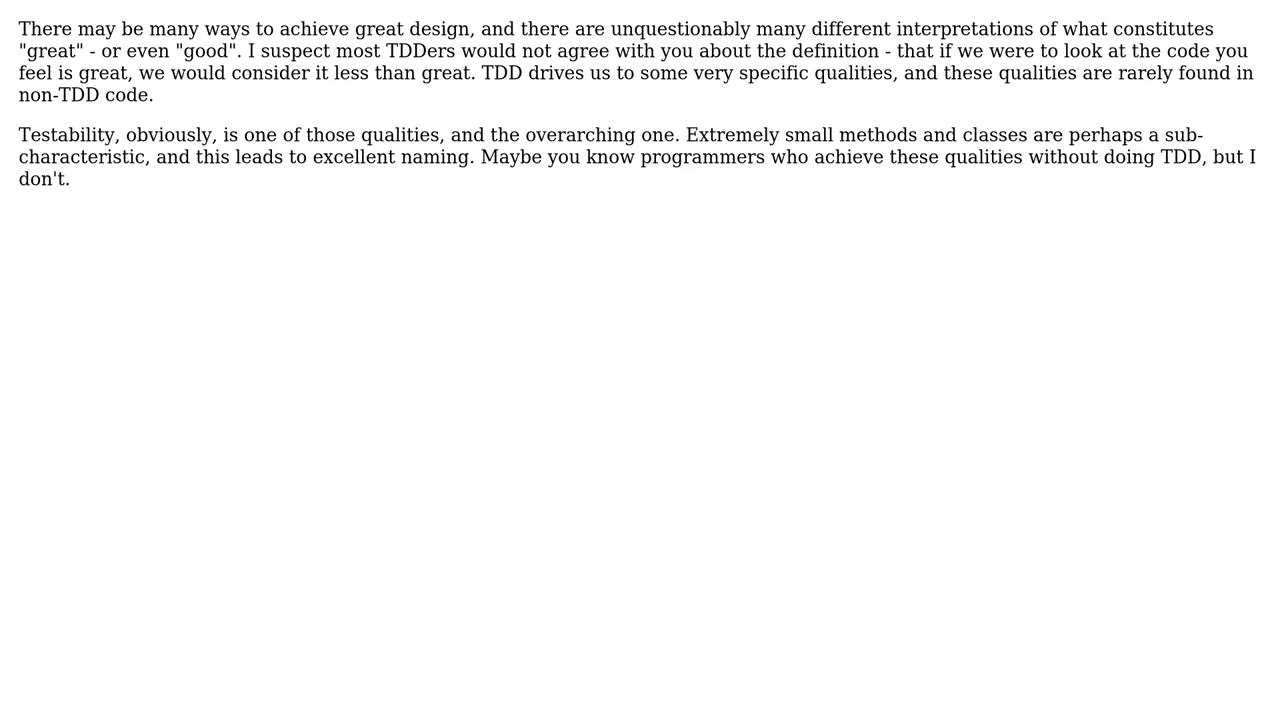 There may be many ways to achieve great design, and there are unquestionably many different interpretations of what constitutes
"great" - or even "good". I suspect most TDDers would not agree with you about the definition - that if we were to look at the code you
feel is great, we would consider it less than great. TDD drives us to some very specific qualities, and these qualities are rarely found in
non-TDD code.
Testability, obviously, is one of those qualities, and the overarching one. Extremely small methods and classes are perhaps a sub-
characteristic, and this leads to excellent naming. Maybe you know programmers who achieve these qualities without doing TDD, but I
don't.